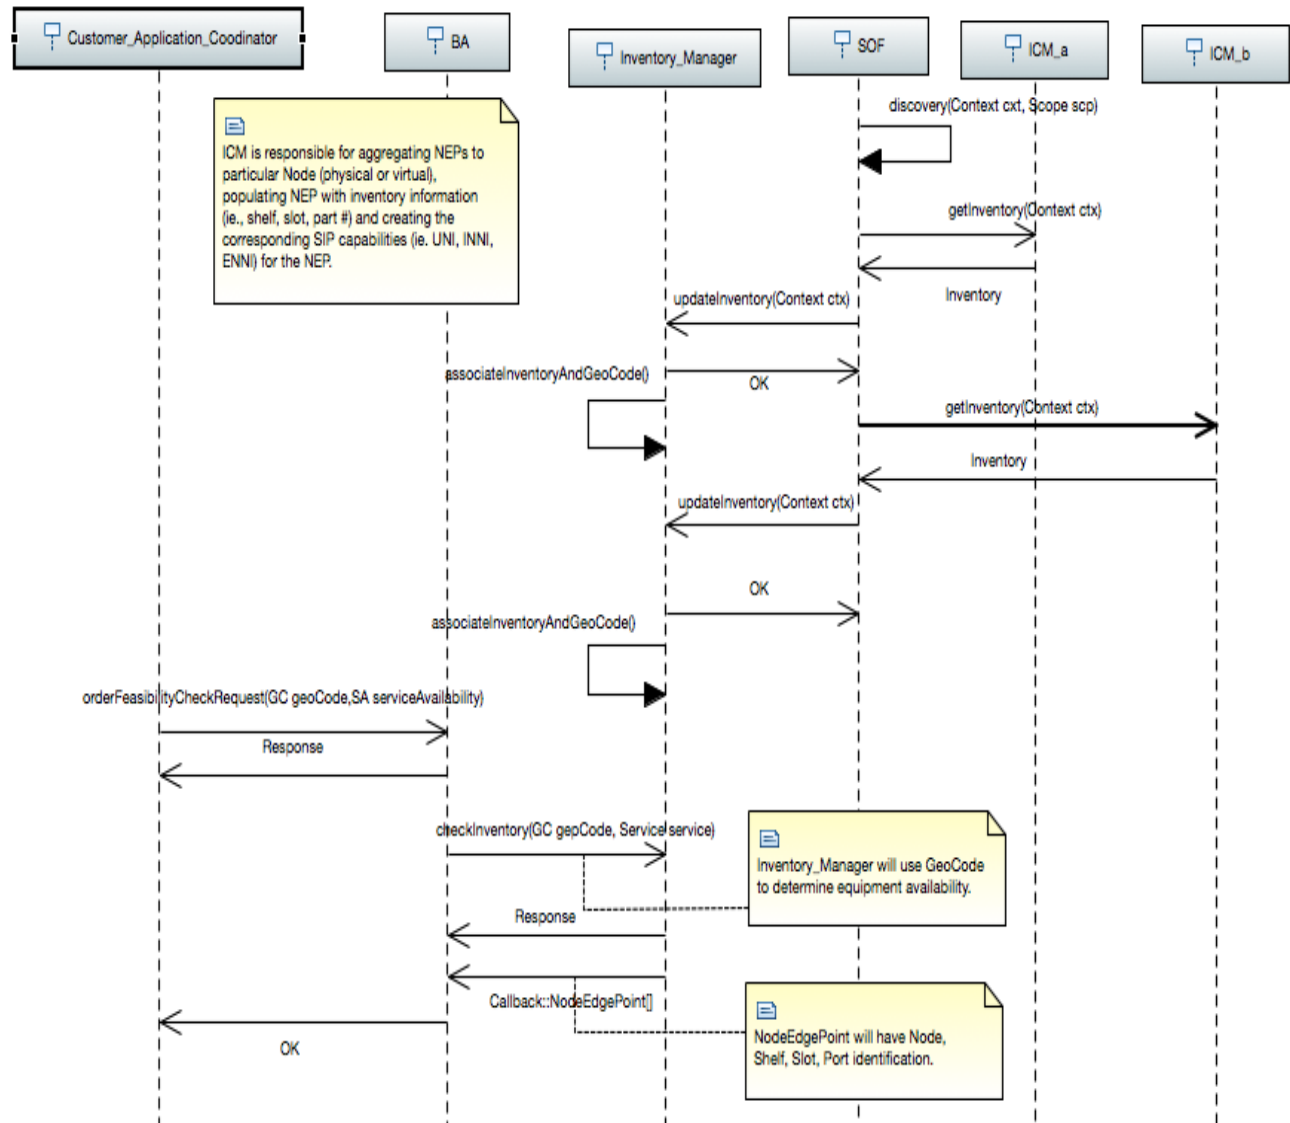 Customer_Application_Coodinator
BA
Inventory_Manager
SOF
ICM_a
ICM_b
discovery(Context cxt, Scope scp)
ICM is responsible for aggregating NEPs to
particular Node (physical or virtual),
populating NEP with inventory information
(ie., shelf, slot, part #) and creating the
corresponding SIP capabilities (ie. UNI, INNI,
ENNI) for the NEP.
getInventory(Context ctx)
Inventory
updateInventory(Context ctx)
associateInventoryAndGeoCode()
OK
getInventory(Context ctx)
Inventory
updateInventory(Context ctx)
OK
associateInventoryAndGeoCode()
orderFeasibilityCheckRequest(GC geoCode,SA serviceAvailability)
Response
checkInventory(GC gepCode, Service service)
Inventory_Manager will use GeoCode
to determine equipment availability.
Response
Callback::NodeEdgePoint[]
NodeEdgePoint will have Node,
Shelf, Slot, Port identification.
OK